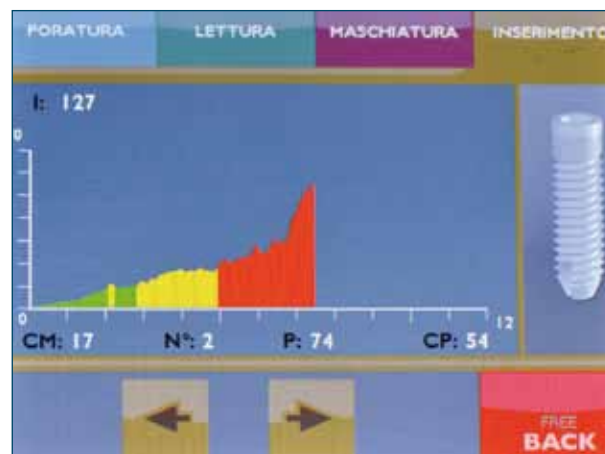 FORATURA LETTURA MASCHIATURA INSERIMENTO
I: 127
0
0 12
CM: 17 N°: 2 P: 74 CP: 54
FREE
BACK